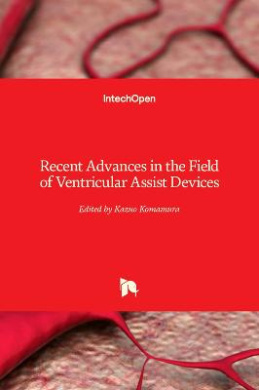 IntechOpen
Recent Advances in the Field
of Ventricular Assist Devices
Edited by Kazuo Komamura